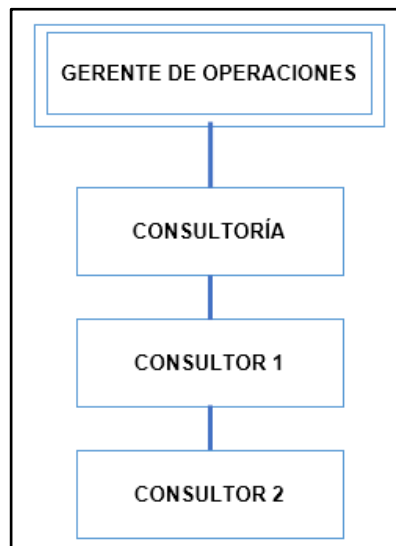 GERENTE DE OPERACIONES
CONSULTORÍA
CONSULTOR 1
CONSULTOR 2